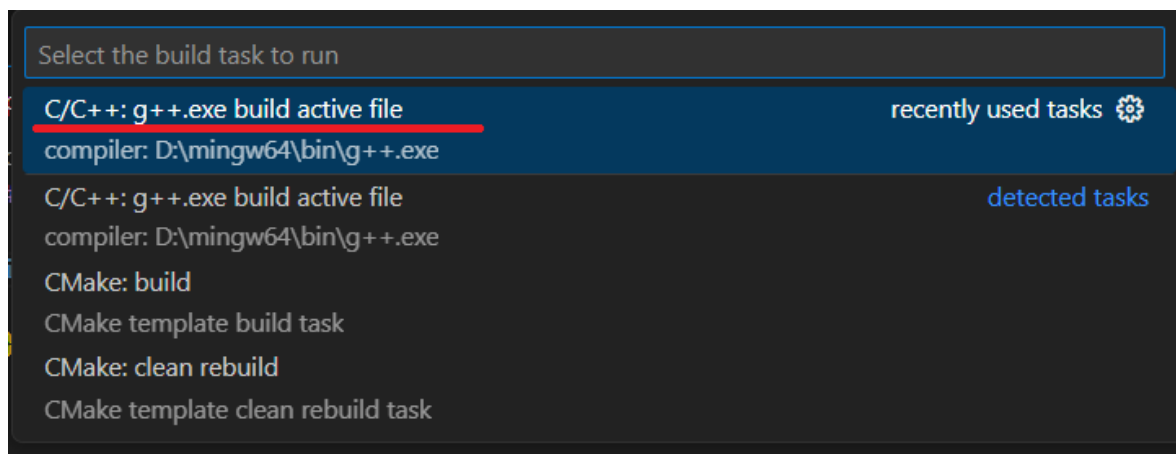 Select the build task to run
C/C++: g++.exe build active file recently used tasks
compiler: D:\mingw64\bin\g++.exe
C/C++: g++.exe build active file detected tasks
compiler: D:\mingw64\bin\g++.exe
CMake: build
CMake template build task
CMake: clean rebuild
CMake template clean rebuild task